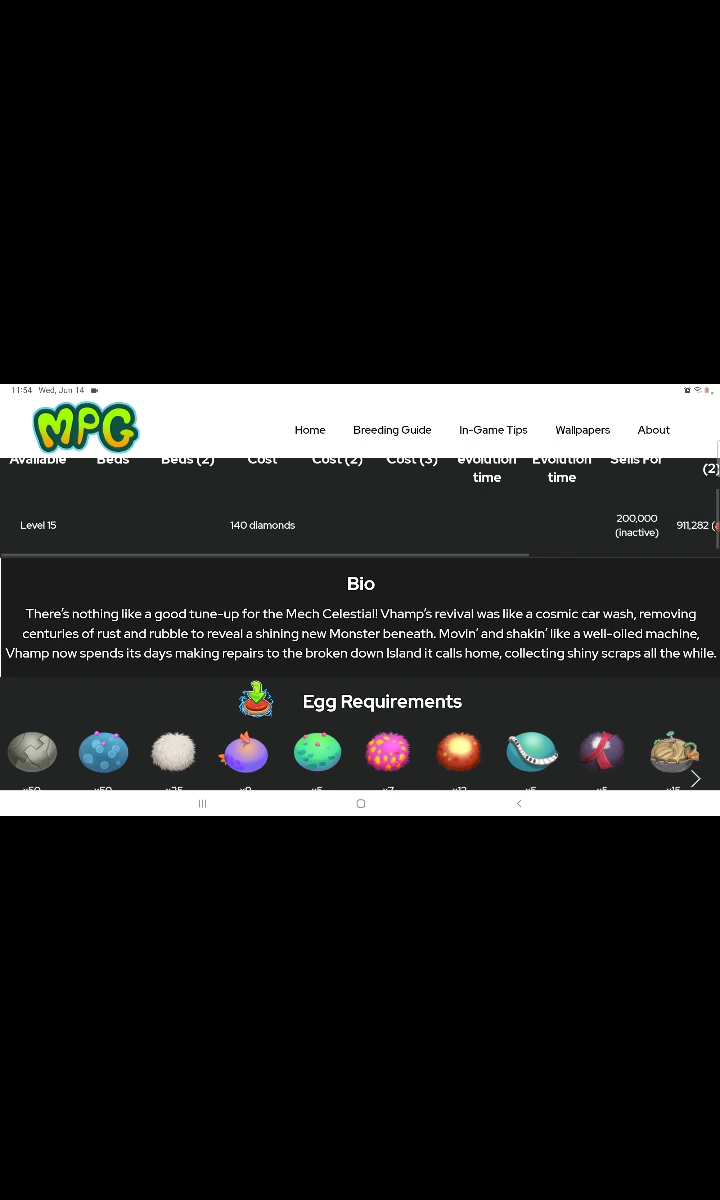 11:54 Wed, Jun 14
MPG
Home Breeding Guide In-Game Tips Wallpapers About
Available Beds Beds (2) Cost Cost (2) Cost (3) evolution Evolution Sells For
time time (2)
Level 15 140 diamonds 200,000 (inactive) 911,282
Bio
There's nothing like a good tune-up for the Mech Celestial! Vhamp's revival was like a cosmic car wash, removing
centuries of rust and rubble to reveal a shining new Monster beneath. Movin' and shakin' like a well-oiled machine,
Vhamp now spends its days making repairs to the broken down Island it calls home, collecting shiny scraps all the while.
Egg Requirements